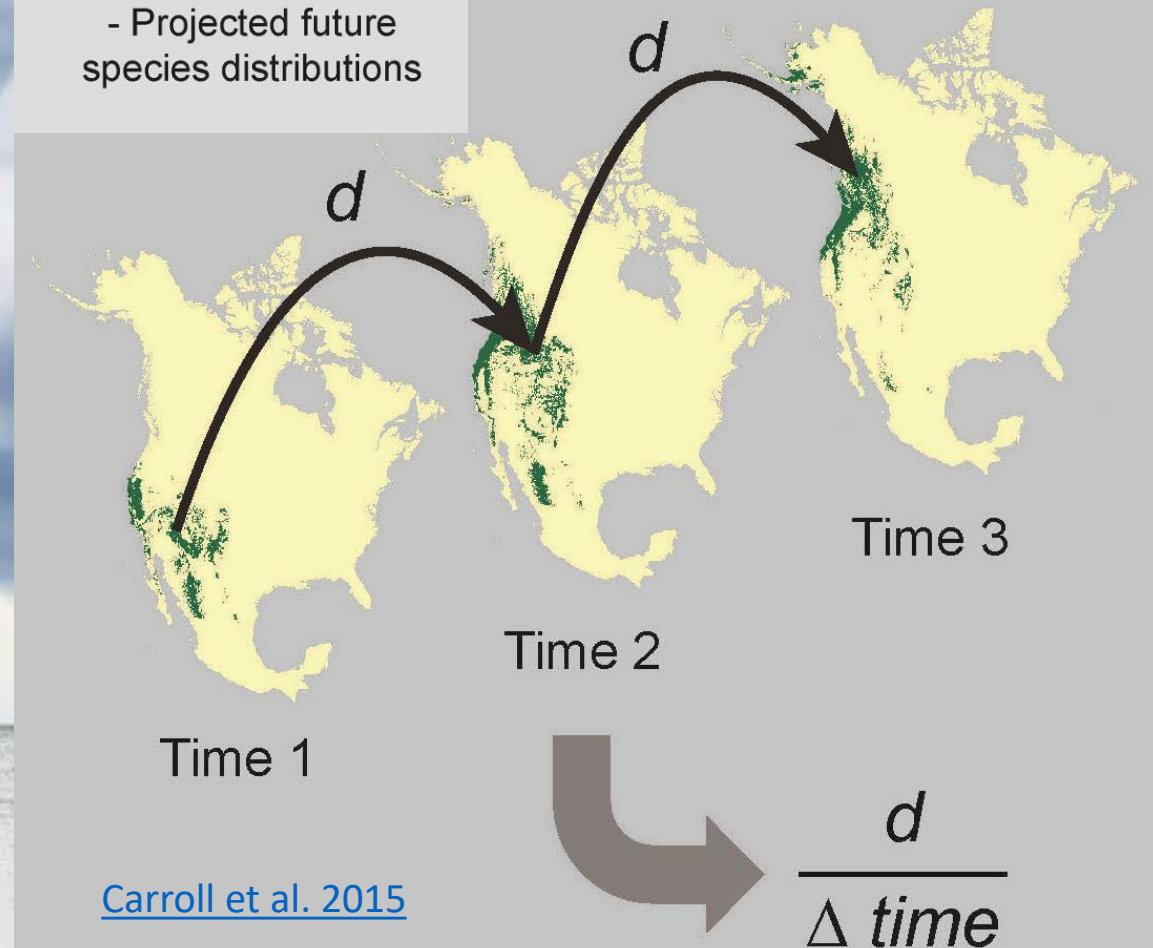 - Projected future
species distributions
d
d
Time 3
Time 2
Time 1
d
Δ time
Carroll et al. 2015